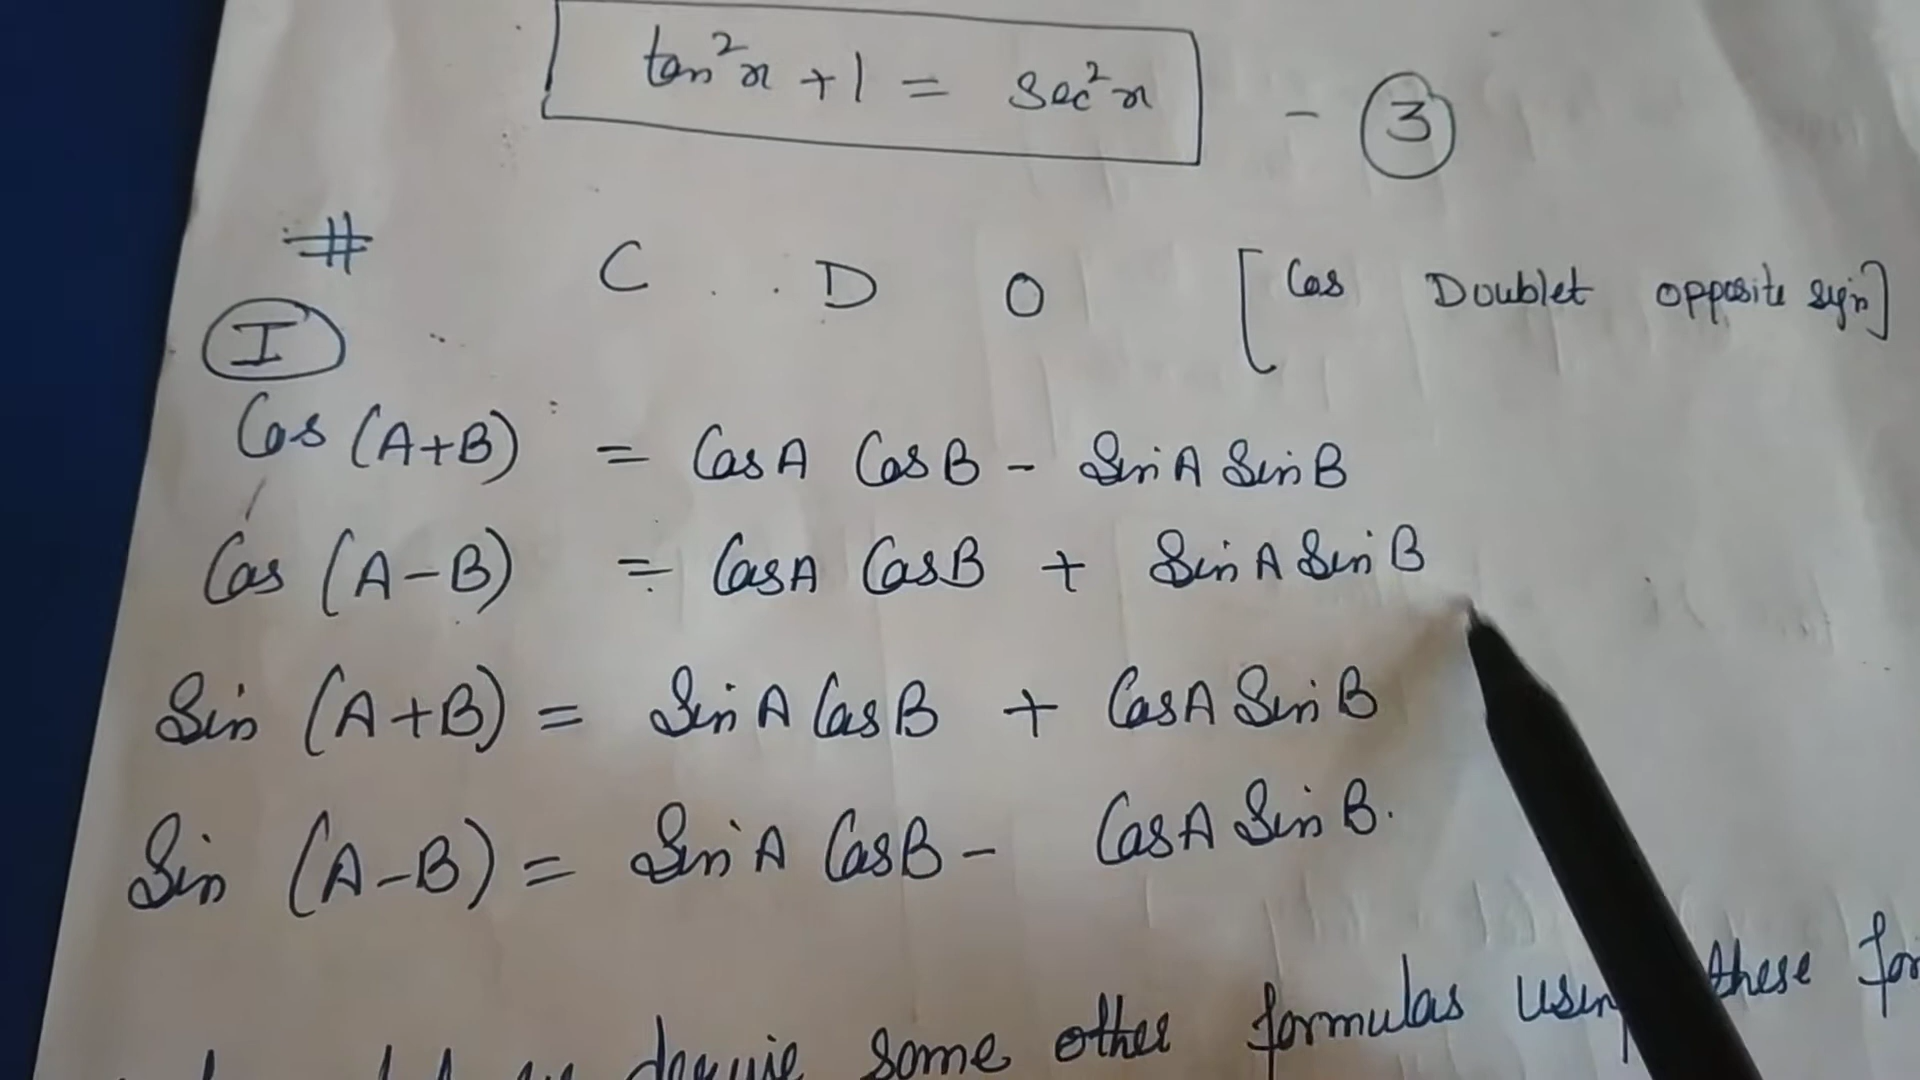 tan²x + 1 = sec²x - ③
# C . . D O [Cos Doublet opposite sign]
I
Cos (A+B) = CosA CosB - SinA SinB
Cos (A-B) = CosA CosB + SinA SinB
Sin (A+B) = SinA CosB + CosA SinB
Sin (A-B) = SinA CosB - CosA SinB.
some other formulas using these